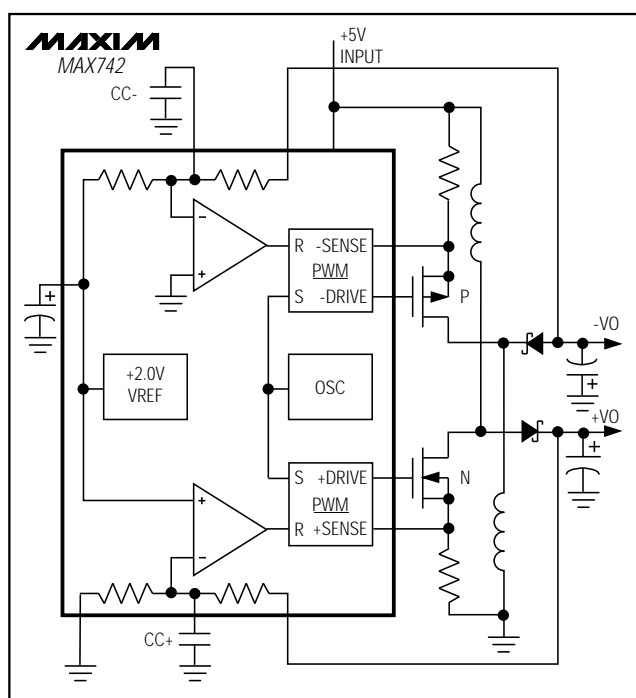 MAXIM
MAX742
+5V
INPUT
CC-
−
+
R -SENSE
PWM
S -DRIVE
P
+
-VO
+
+2.0V
VREF
OSC
+VO
+
S +DRIVE
PWM
R +SENSE
N
+
−
CC+